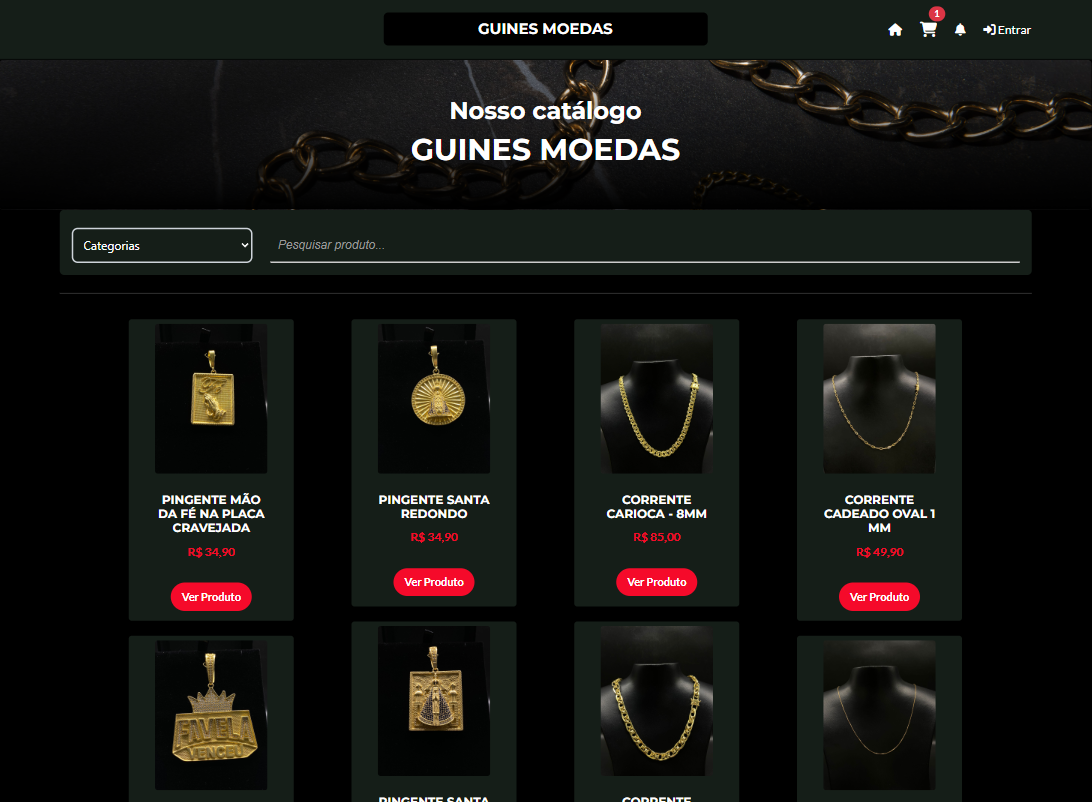 GUINES MOEDAS
1
Entrar
Nosso catálogo
GUINES MOEDAS
Categorias
Pesquisar produto...
PINGENTE MÃO
DA FÉ NA PLACA
CRAVEJADA
R$ 34,90
Ver Produto
PINGENTE SANTA
REDONDO
R$ 34,90
Ver Produto
CORRENTE
CARIOCA - 8MM
R$ 85,00
Ver Produto
CORRENTE
CADEADO OVAL 1
MM
R$ 49,90
Ver Produto
FAVELA
VENCEU
PINGENTE SANTA
CORRENTE